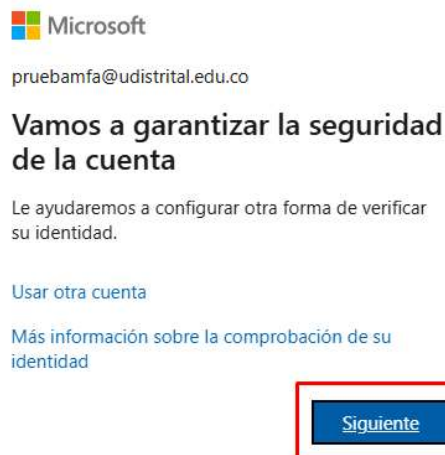 Microsoft
pruebamfa@udistrital.edu.co
Vamos a garantizar la seguridad
de la cuenta
Le ayudaremos a configurar otra forma de verificar
su identidad.
Usar otra cuenta
Más información sobre la comprobación de su
identidad
Siguiente